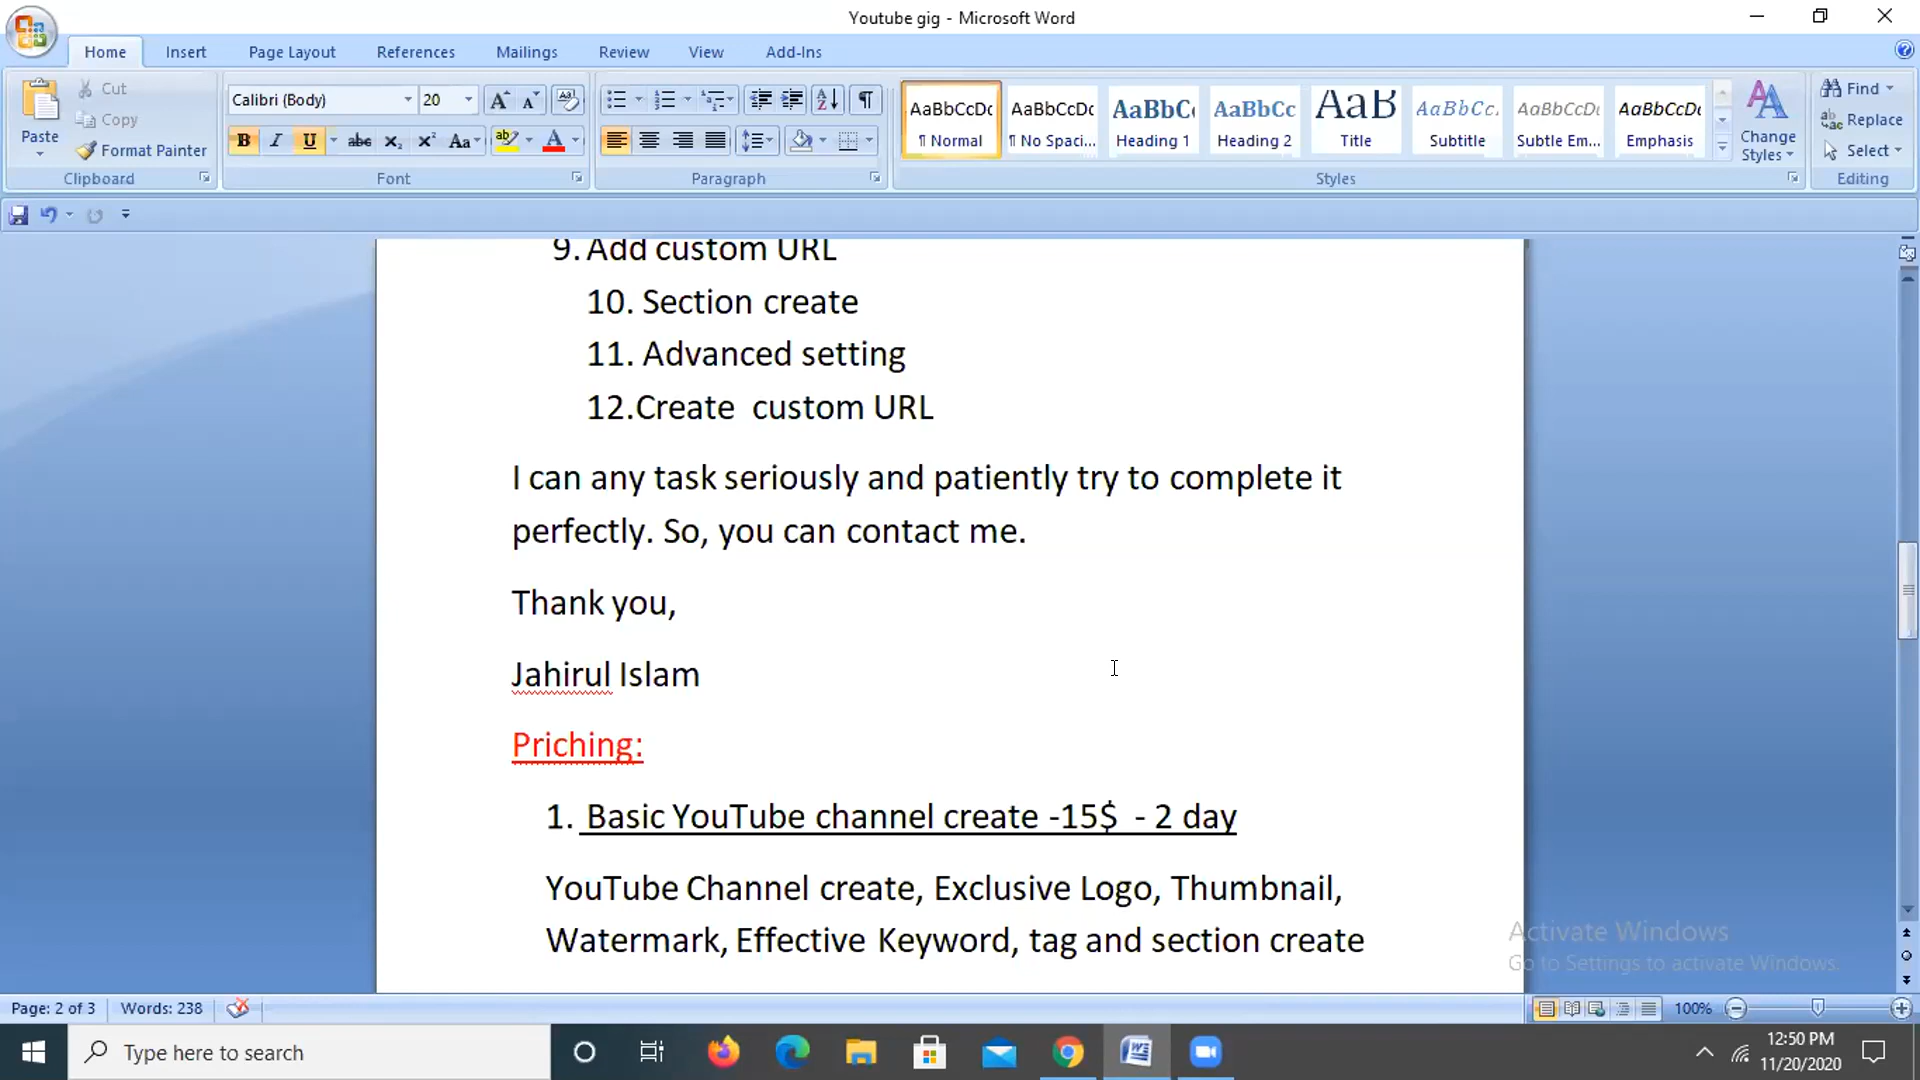 Youtube gig - Microsoft Word
Home Insert Page Layout References Mailings Review View Add-Ins
Paste
Cut
Copy
Format Painter
Clipboard
Calibri (Body) 20
B I U abc X₂ X² Aa
Font
Paragraph
AaBbCcDc AaBbCcDc AaBbC AaBbCc AaB AaBbCc. AaBbCcDc AaBbCcDc
¶ Normal ¶ No Spaci... Heading 1 Heading 2 Title Subtitle Subtle Em... Emphasis
Change Styles
Styles
Find
Replace
Select
Editing
9. Add custom URL
10. Section create
11. Advanced setting
12.Create custom URL
I can any task seriously and patiently try to complete it
perfectly. So, you can contact me.
Thank you,
Jahirul Islam
Priching:
1. Basic YouTube channel create -15$ - 2 day
YouTube Channel create, Exclusive Logo, Thumbnail,
Watermark, Effective Keyword, tag and section create
Activate Windows
Go to Settings to activate Windows.
Page: 2 of 3 Words: 238 100%
Type here to search
12:50 PM
11/20/2020